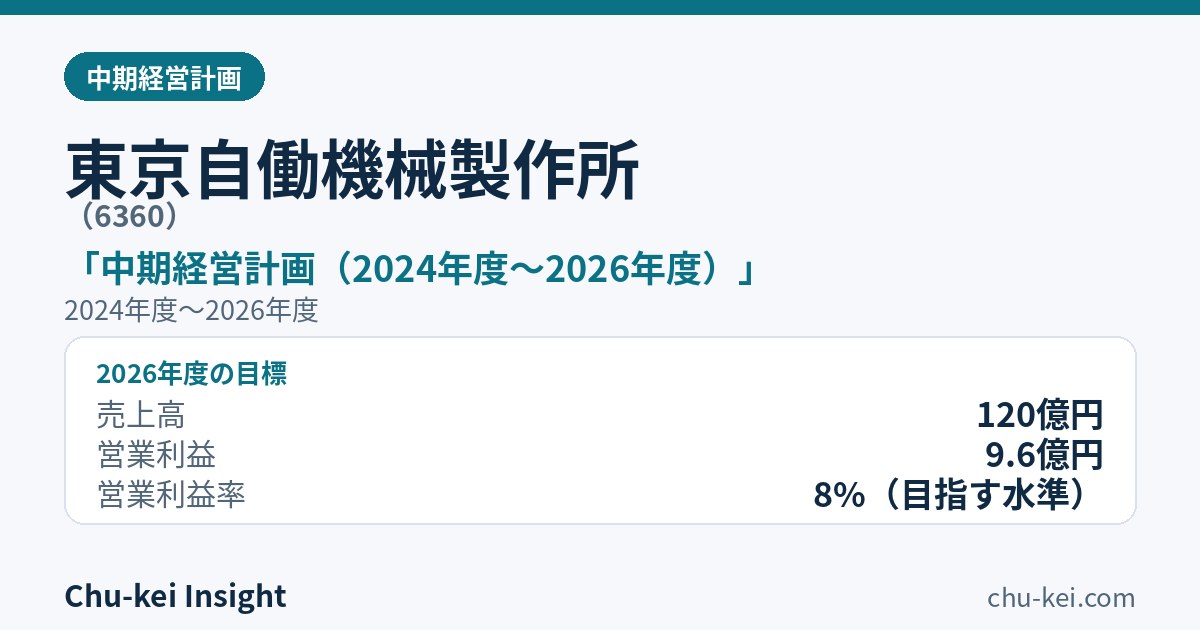 中期経営計画
東京自働機械製作所
（6360）
「中期経営計画（2024年度〜2026年度）」
2024年度〜2026年度
2026年度の目標
売上高 120億円
営業利益 9.6億円
営業利益率 8%（目指す水準）
Chu-kei Insight chu-kei.com